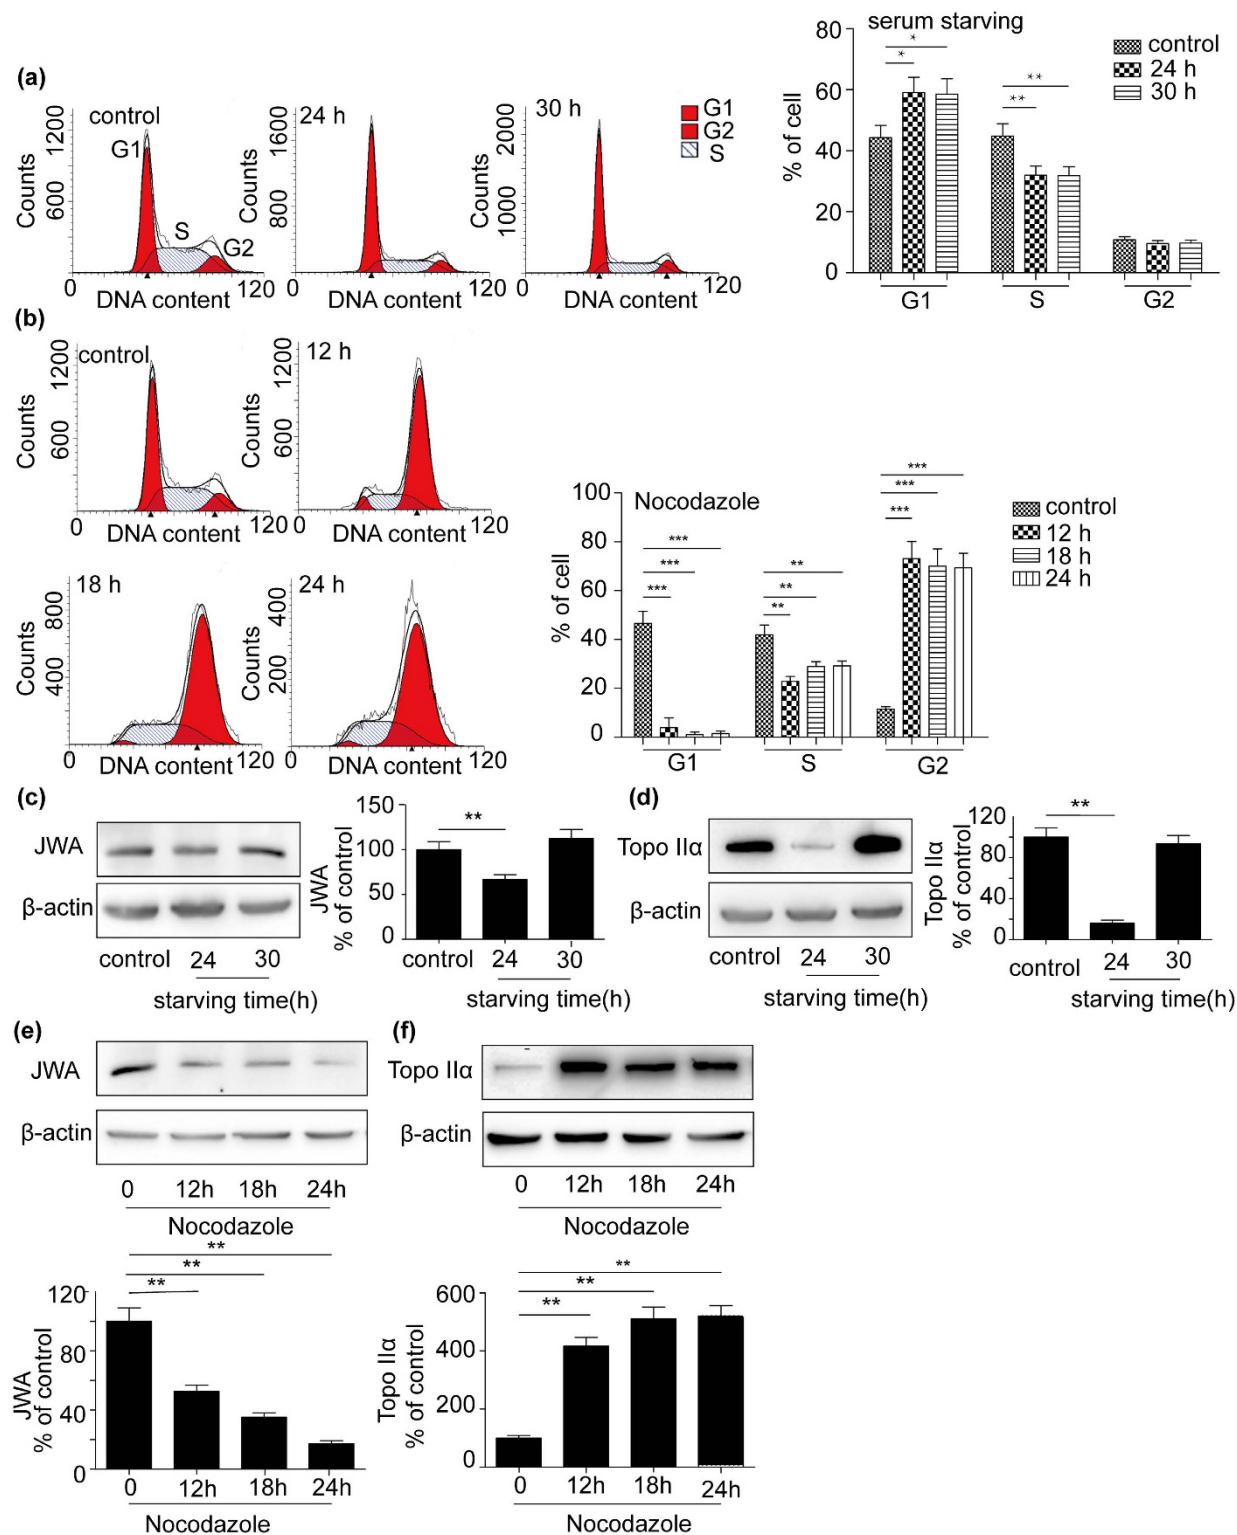 (a)
control
G1
S
G2
1200
600
0
Counts
0
120
DNA content
24 h
1600
800
0
Counts
0
120
DNA content
30 h
2000
1000
0
Counts
0
120
DNA content
G1
G2
S
serum starving
80
60
40
20
0
% of cell
* *
** **
G1 S G2
control
24 h
30 h
(b)
control
1200
600
0
Counts
0
120
DNA content
12 h
1200
600
0
Counts
0
120
DNA content
18 h
800
400
0
Counts
0
120
DNA content
24 h
400
200
0
Counts
0
120
DNA content
Nocodazole
100
80
60
40
20
0
% of cell
*** *** ***
** ** **
*** *** ***
G1 S G2
control
12 h
18 h
24 h
(c)
JWA
β-actin
control 24 30
starving time(h)
JWA
% of control
150
100
50
0
**
control 24 30
starving time(h)
(d)
Topo IIα
β-actin
control 24 30
starving time(h)
Topo IIα
% of control
120
80
40
0
**
control 24 30
starving time(h)
(e)
JWA
β-actin
0 12h 18h 24h
Nocodazole
JWA
% of control
120
80
40
0
**
**
**
0 12h 18h 24h
Nocodazole
(f)
Topo IIα
β-actin
0 12h 18h 24h
Nocodazole
Topo IIα
% of control
600
400
200
0
**
**
**
0 12h 18h 24h
Nocodazole